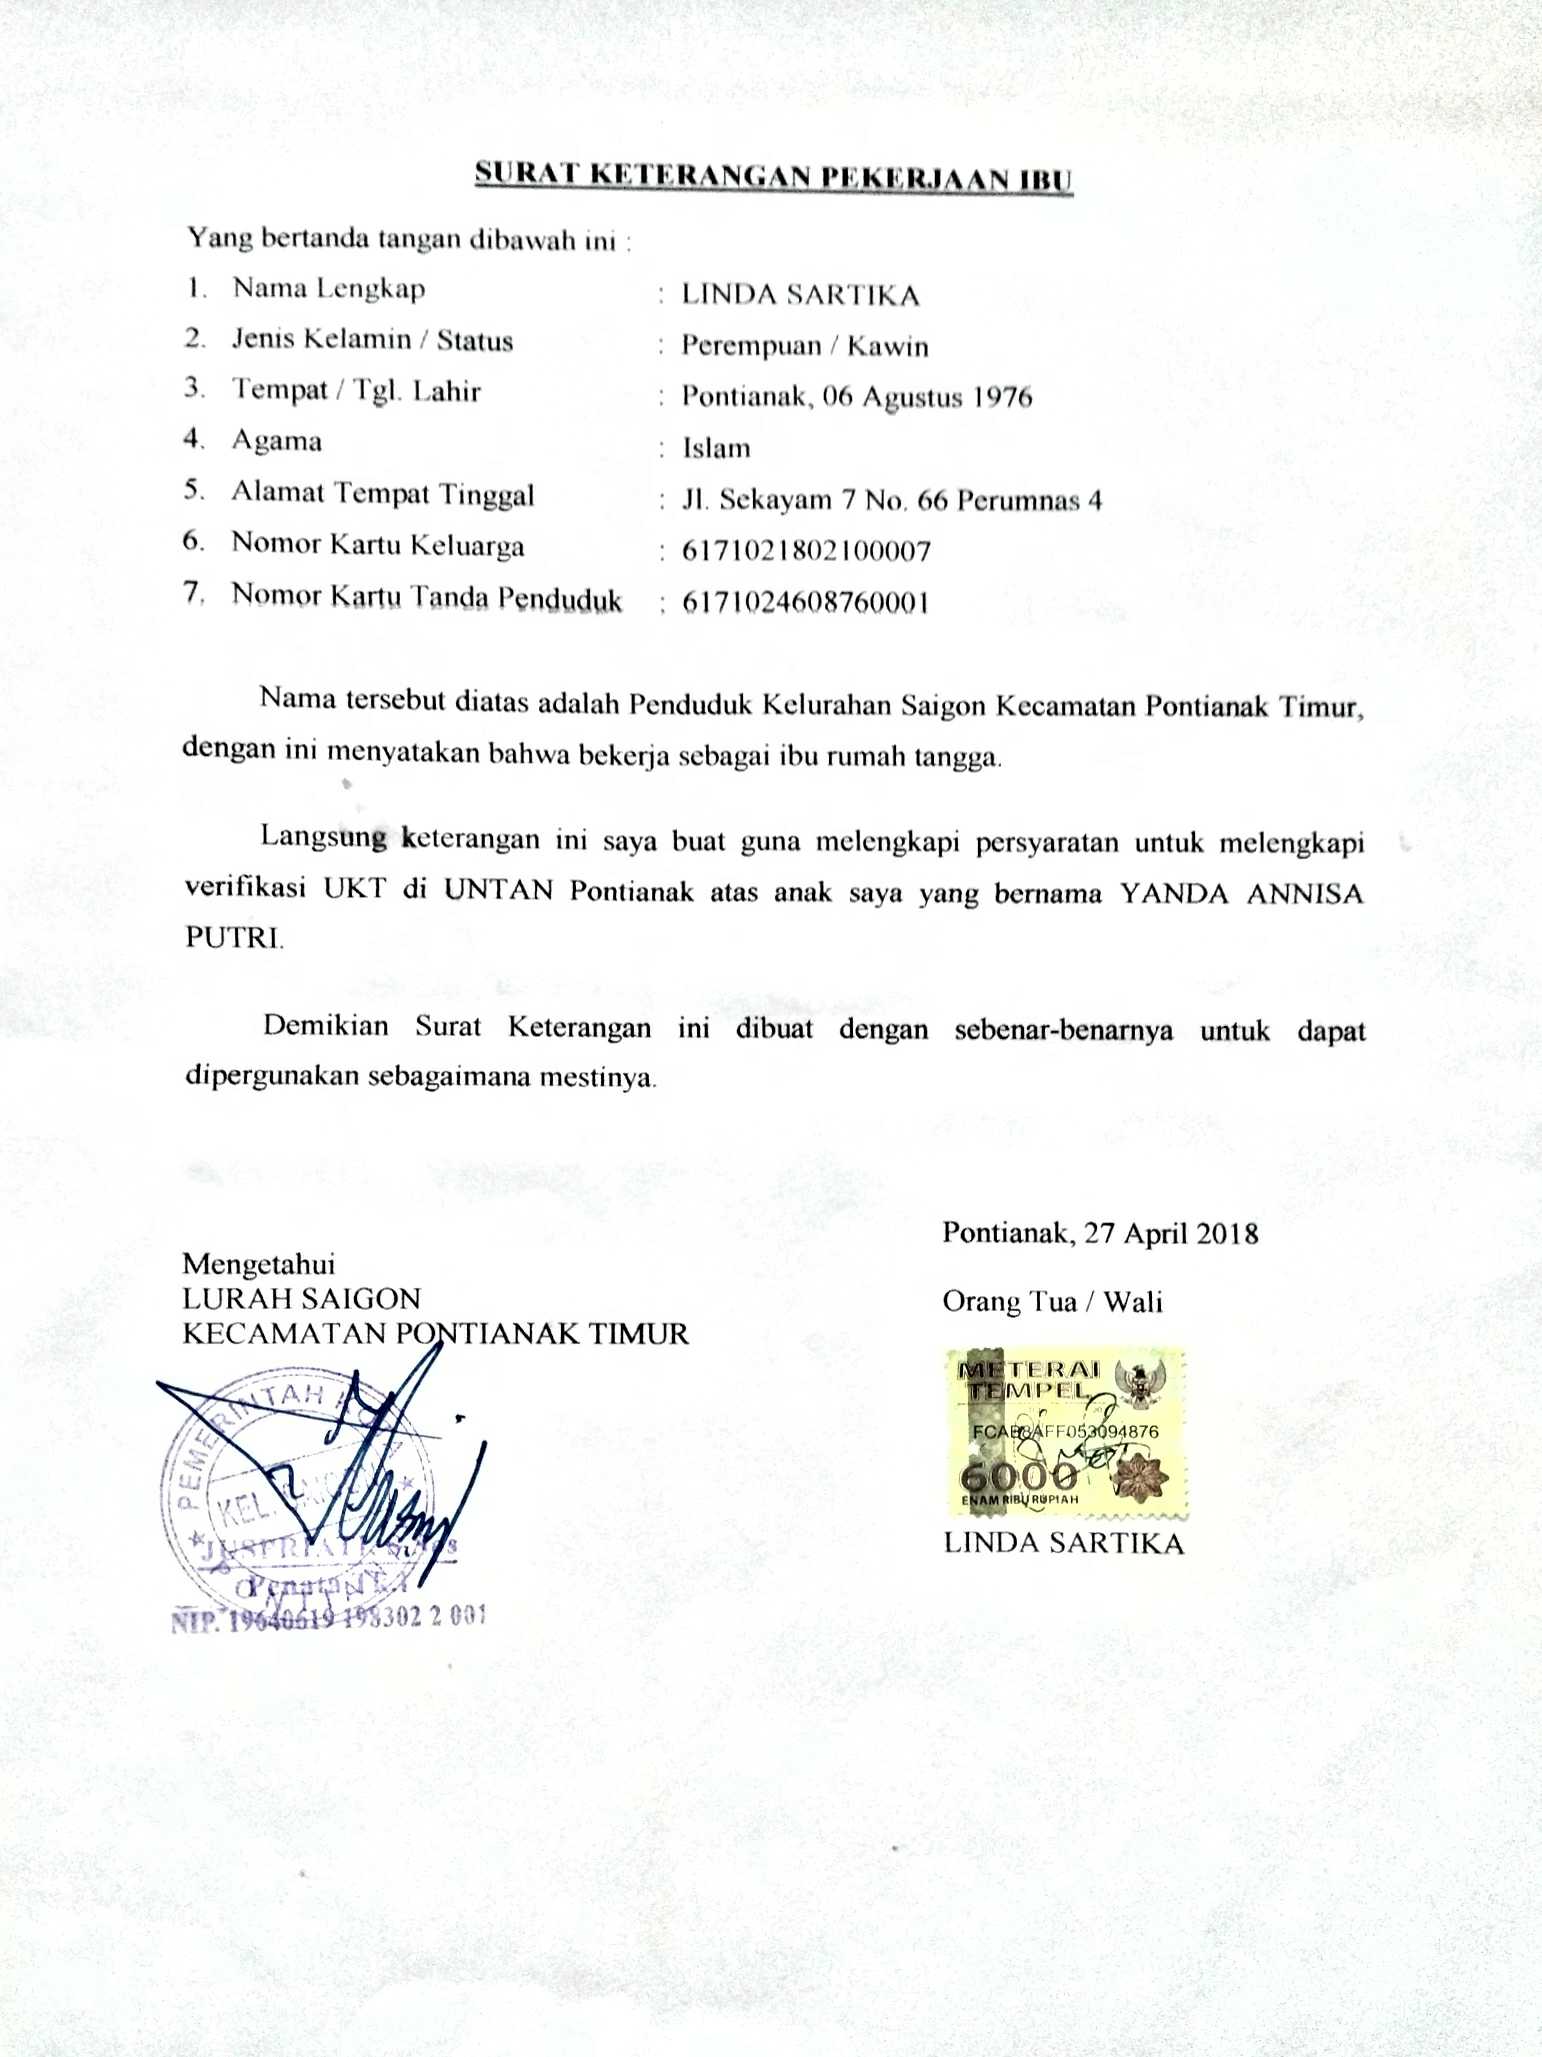 SURAT KETERANGAN PEKERJAAN IBU
Yang bertanda tangan dibawah ini :
1. Nama Lengkap : LINDA SARTIKA
2. Jenis Kelamin / Status : Perempuan / Kawin
3. Tempat / Tgl. Lahir : Pontianak, 06 Agustus 1976
4. Agama : Islam
5. Alamat Tempat Tinggal : Jl. Sekayam 7 No. 66 Perumnas 4
6. Nomor Kartu Keluarga : 6171021802100007
7. Nomor Kartu Tanda Penduduk : 6171024608760001
Nama tersebut diatas adalah Penduduk Kelurahan Saigon Kecamatan Pontianak Timur,
dengan ini menyatakan bahwa bekerja sebagai ibu rumah tangga.
Langsung keterangan ini saya buat guna melengkapi persyaratan untuk melengkapi
verifikasi UKT di UNTAN Pontianak atas anak saya yang bernama YANDA ANNISA
PUTRI.
Demikian Surat Keterangan ini dibuat dengan sebenar-benarnya untuk dapat
dipergunakan sebagaimana mestinya.
Pontianak, 27 April 2018
Mengetahui
LURAH SAIGON
KECAMATAN PONTIANAK TIMUR
Orang Tua / Wali
PEMERINTAH
KEL.
NIP. 19640619 198302 2 001
METERAI
TEMPEL
6000
ENAM RIBU RUPIAH
LINDA SARTIKA